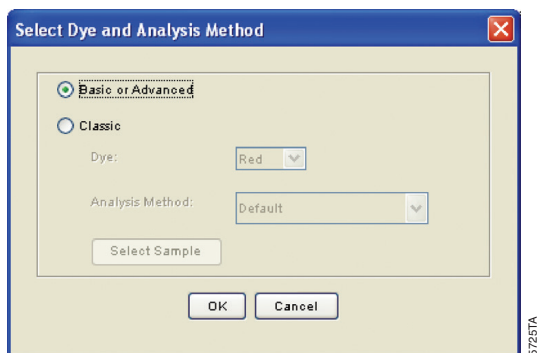 Select Dye and Analysis Method
Basic or Advanced
Classic
Dye: Red
Analysis Method: Default
Select Sample
OK Cancel
5725TA